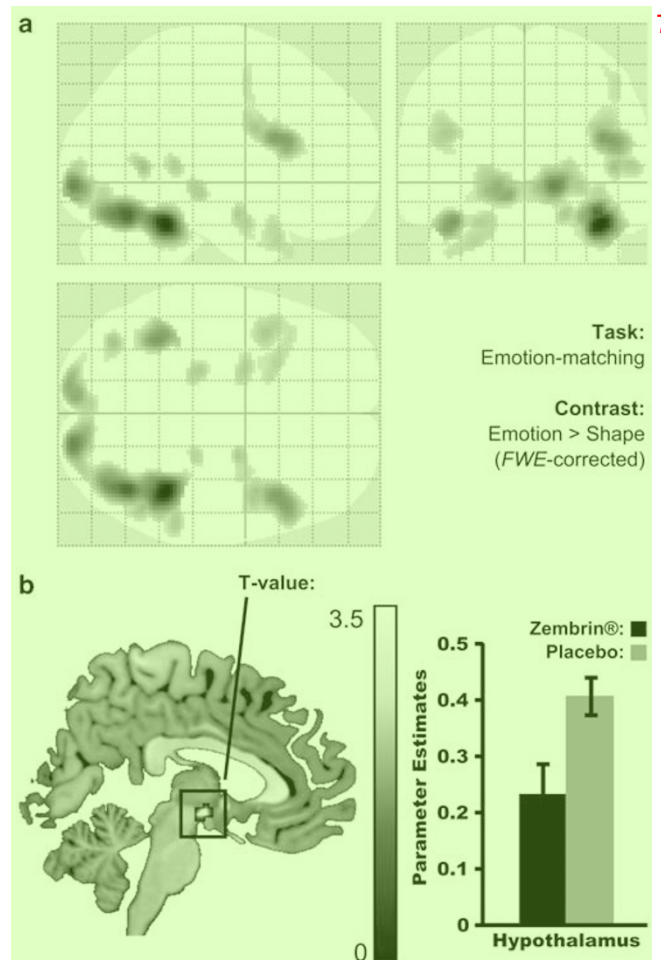 a
7
Task:
Emotion-matching
Contrast:
Emotion > Shape
(FWE-corrected)
b
T-value:
3.5
0
Zembrin®:
Placebo:
Parameter Estimates
0.5
0.4
0.3
0.2
0.1
0
Hypothalamus